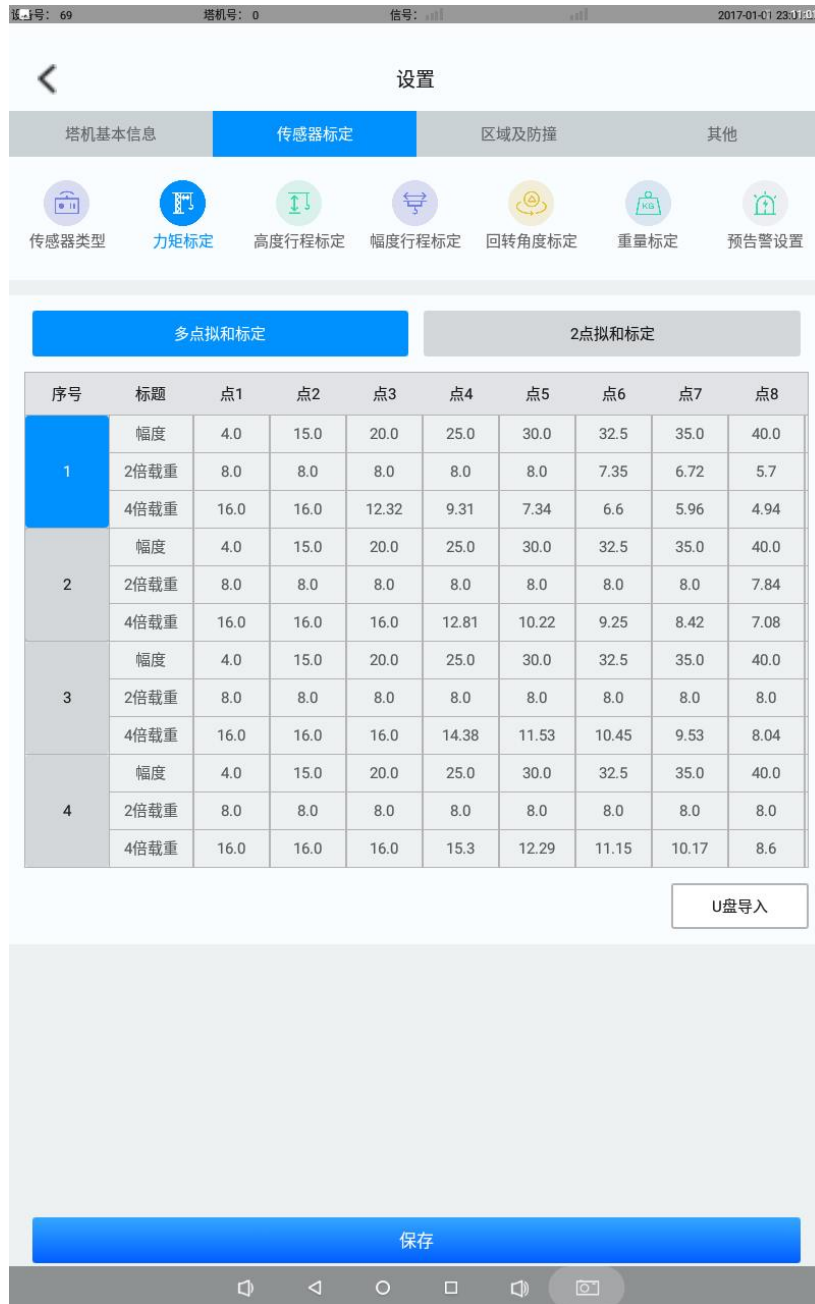 设备号： 69 塔机号： 0 信号： 2017-01-01 23:01:01
设置
塔机基本信息 传感器标定 区域及防撞 其他
KG
传感器类型 力矩标定 高度行程标定 幅度行程标定 回转角度标定 重量标定 预告警设置
多点拟和标定 2点拟和标定
序号 标题 点1 点2 点3 点4 点5 点6 点7 点8
幅度 4.0 15.0 20.0 25.0 30.0 32.5 35.0 40.0
1 2倍载重 8.0 8.0 8.0 8.0 8.0 7.35 6.72 5.7
4倍载重 16.0 16.0 12.32 9.31 7.34 6.6 5.96 4.94
幅度 4.0 15.0 20.0 25.0 30.0 32.5 35.0 40.0
2 2倍载重 8.0 8.0 8.0 8.0 8.0 8.0 8.0 7.84
4倍载重 16.0 16.0 16.0 12.81 10.22 9.25 8.42 7.08
幅度 4.0 15.0 20.0 25.0 30.0 32.5 35.0 40.0
3 2倍载重 8.0 8.0 8.0 8.0 8.0 8.0 8.0 8.0
4倍载重 16.0 16.0 16.0 14.38 11.53 10.45 9.53 8.04
幅度 4.0 15.0 20.0 25.0 30.0 32.5 35.0 40.0
4 2倍载重 8.0 8.0 8.0 8.0 8.0 8.0 8.0 8.0
4倍载重 16.0 16.0 16.0 15.3 12.29 11.15 10.17 8.6
U盘导入
保存